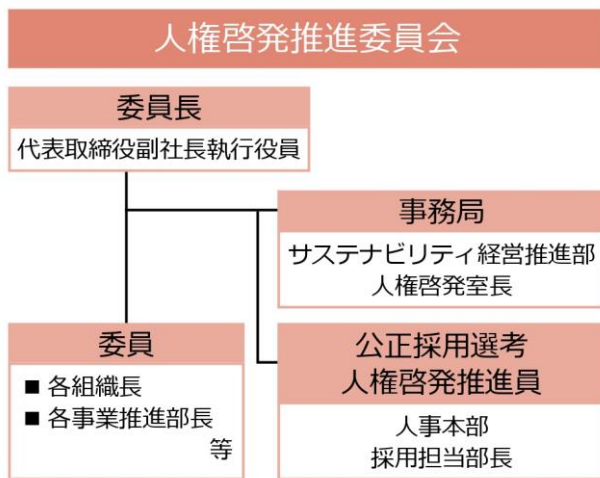 人権啓発推進委員会
委員長
代表取締役副社長執行役員
事務局
サステナビリティ経営推進部
人権啓発室長
委員
■ 各組織長
■ 各事業推進部長
等
公正採用選考
人権啓発推進員
人事本部
採用担当部長